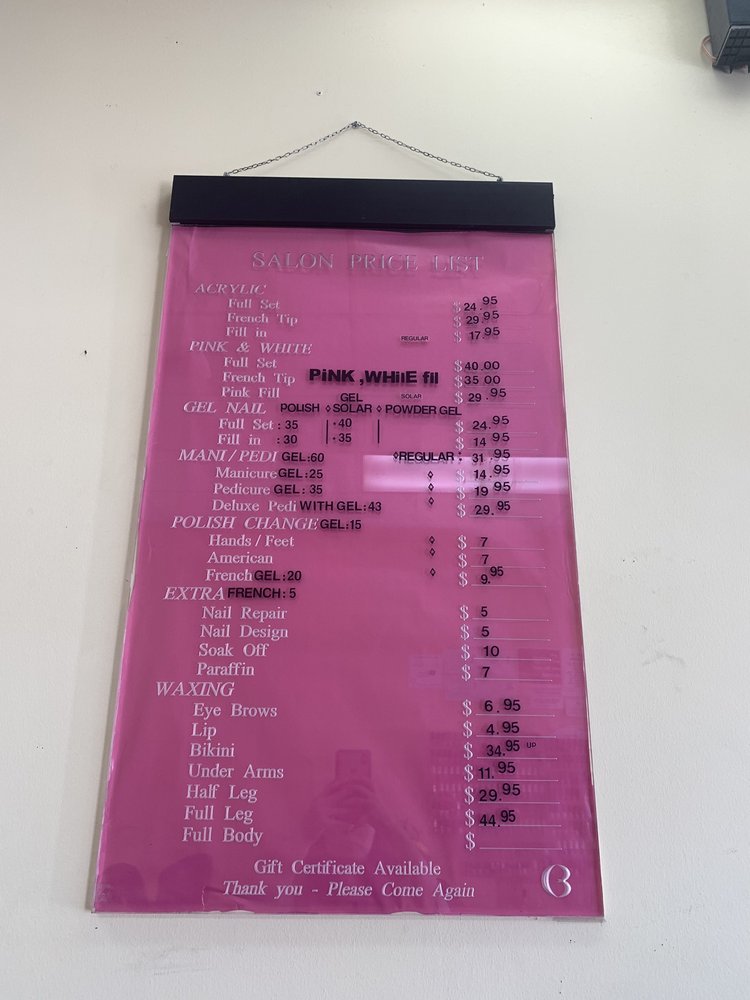 SALON PRICE LIST
ACRYLIC
Full Set $ 24.95
French Tip $ 29.95
Fill in $ 17.95
REGULAR
PINK & WHITE
Full Set $ 40.00
French Tip PiNK ,WHiIE fil $ 35 00
Pink Fill $ 29.95
GEL SOLAR
GEL NAIL POLISH ◊ SOLAR ◊ POWDER GEL
Full Set : 35 | .40 | $ 24.95
Fill in : 30 | .35 | $ 14.95
MANI/PEDI GEL:60 ◊REGULAR : 31.95
Manicure GEL:25 ◊ $ 14.95
Pedicure GEL: 35 ◊ $ 19.95
Deluxe Pedi WITH GEL:43 ◊ $ 29.95
POLISH CHANGE GEL:15
Hands / Feet ◊ $ 7
American ◊ $ 7
French GEL:20 ◊ $ 9.95
EXTRA FRENCH: 5
Nail Repair $ 5
Nail Design $ 5
Soak Off $ 10
Paraffin $ 7
WAXING
Eye Brows $ 6.95
Lip $ 4.95
Bikini $ 34.95 UP
Under Arms $ 11.95
Half Leg $ 29.95
Full Leg $ 44.95
Full Body $
Gift Certificate Available
Thank you - Please Come Again